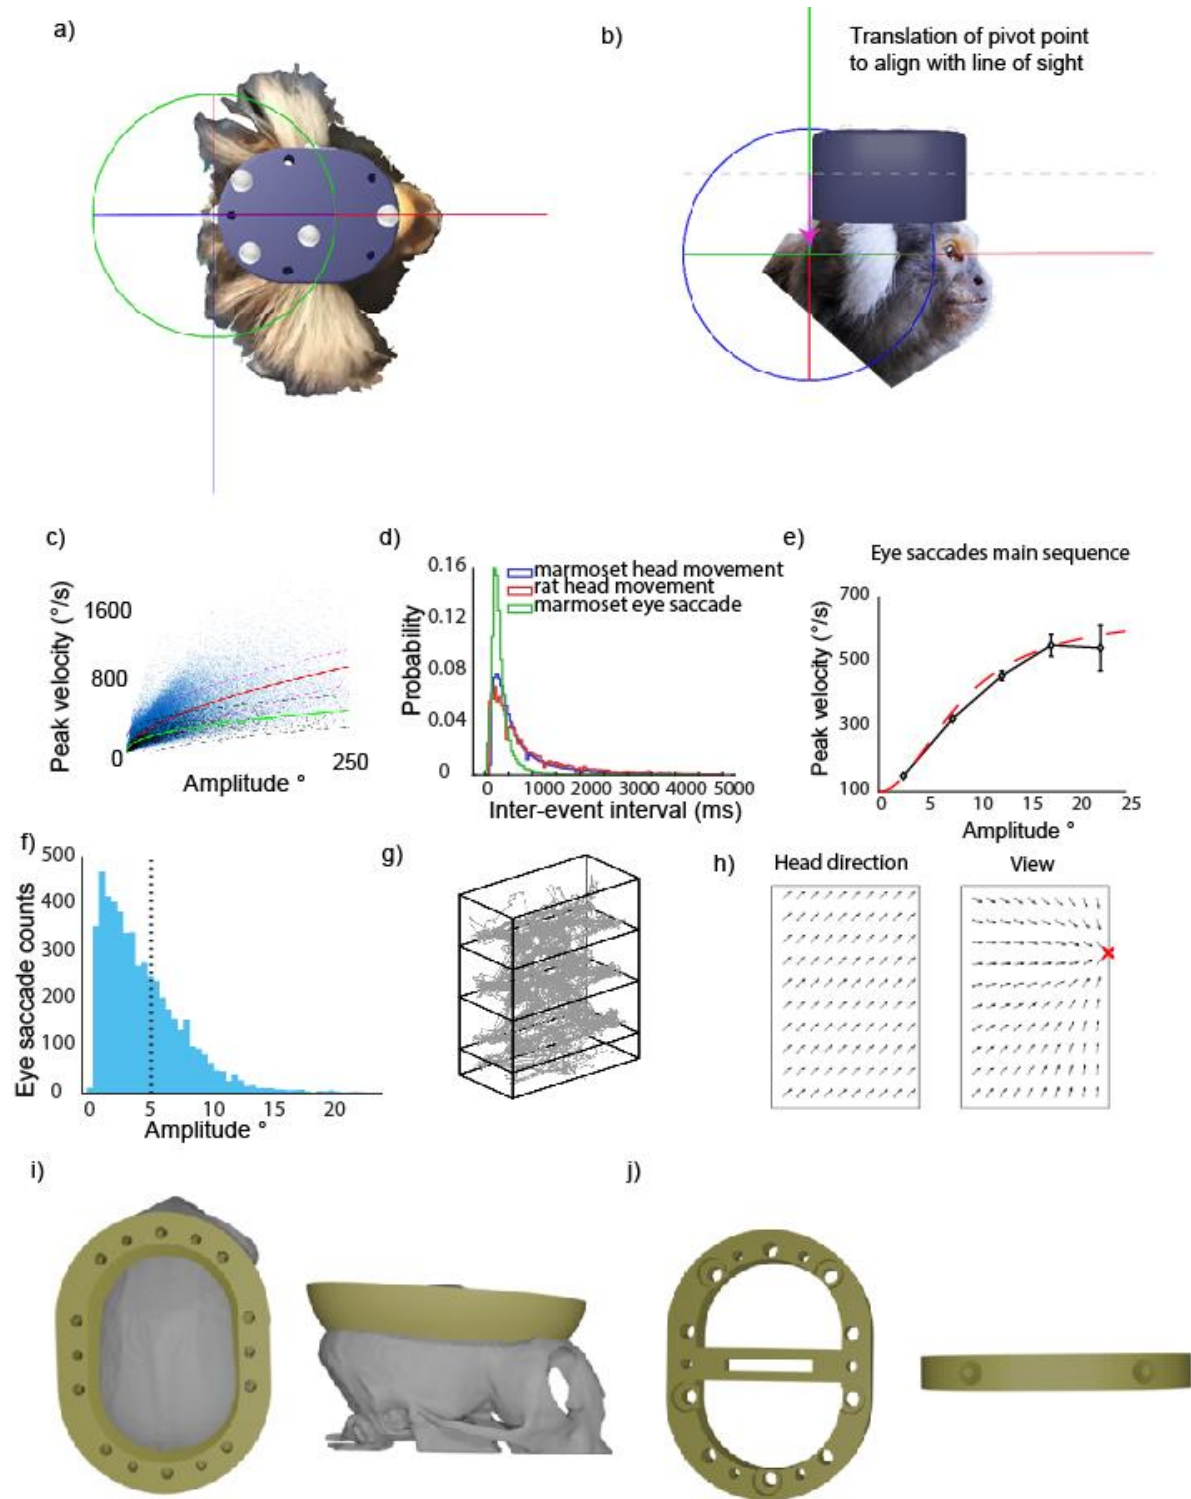 a)
b)
Translation of pivot point
to align with line of sight
c)
Peak velocity (°/s)
1600
800
0
250
Amplitude °
d)
Probability
0.16
0.12
0.08
0.04
0
marmoset head movement
rat head movement
marmoset eye saccade
0 1000 2000 3000 4000 5000
Inter-event interval (ms)
e)
Eye saccades main sequence
Peak velocity (°/s)
700
500
300
100
0 5 10 15 20 25
Amplitude °
f)
Eye saccade counts
500
400
300
200
100
0
0 5 10 15 20
Amplitude °
g)
h)
Head direction
View
i)
j)